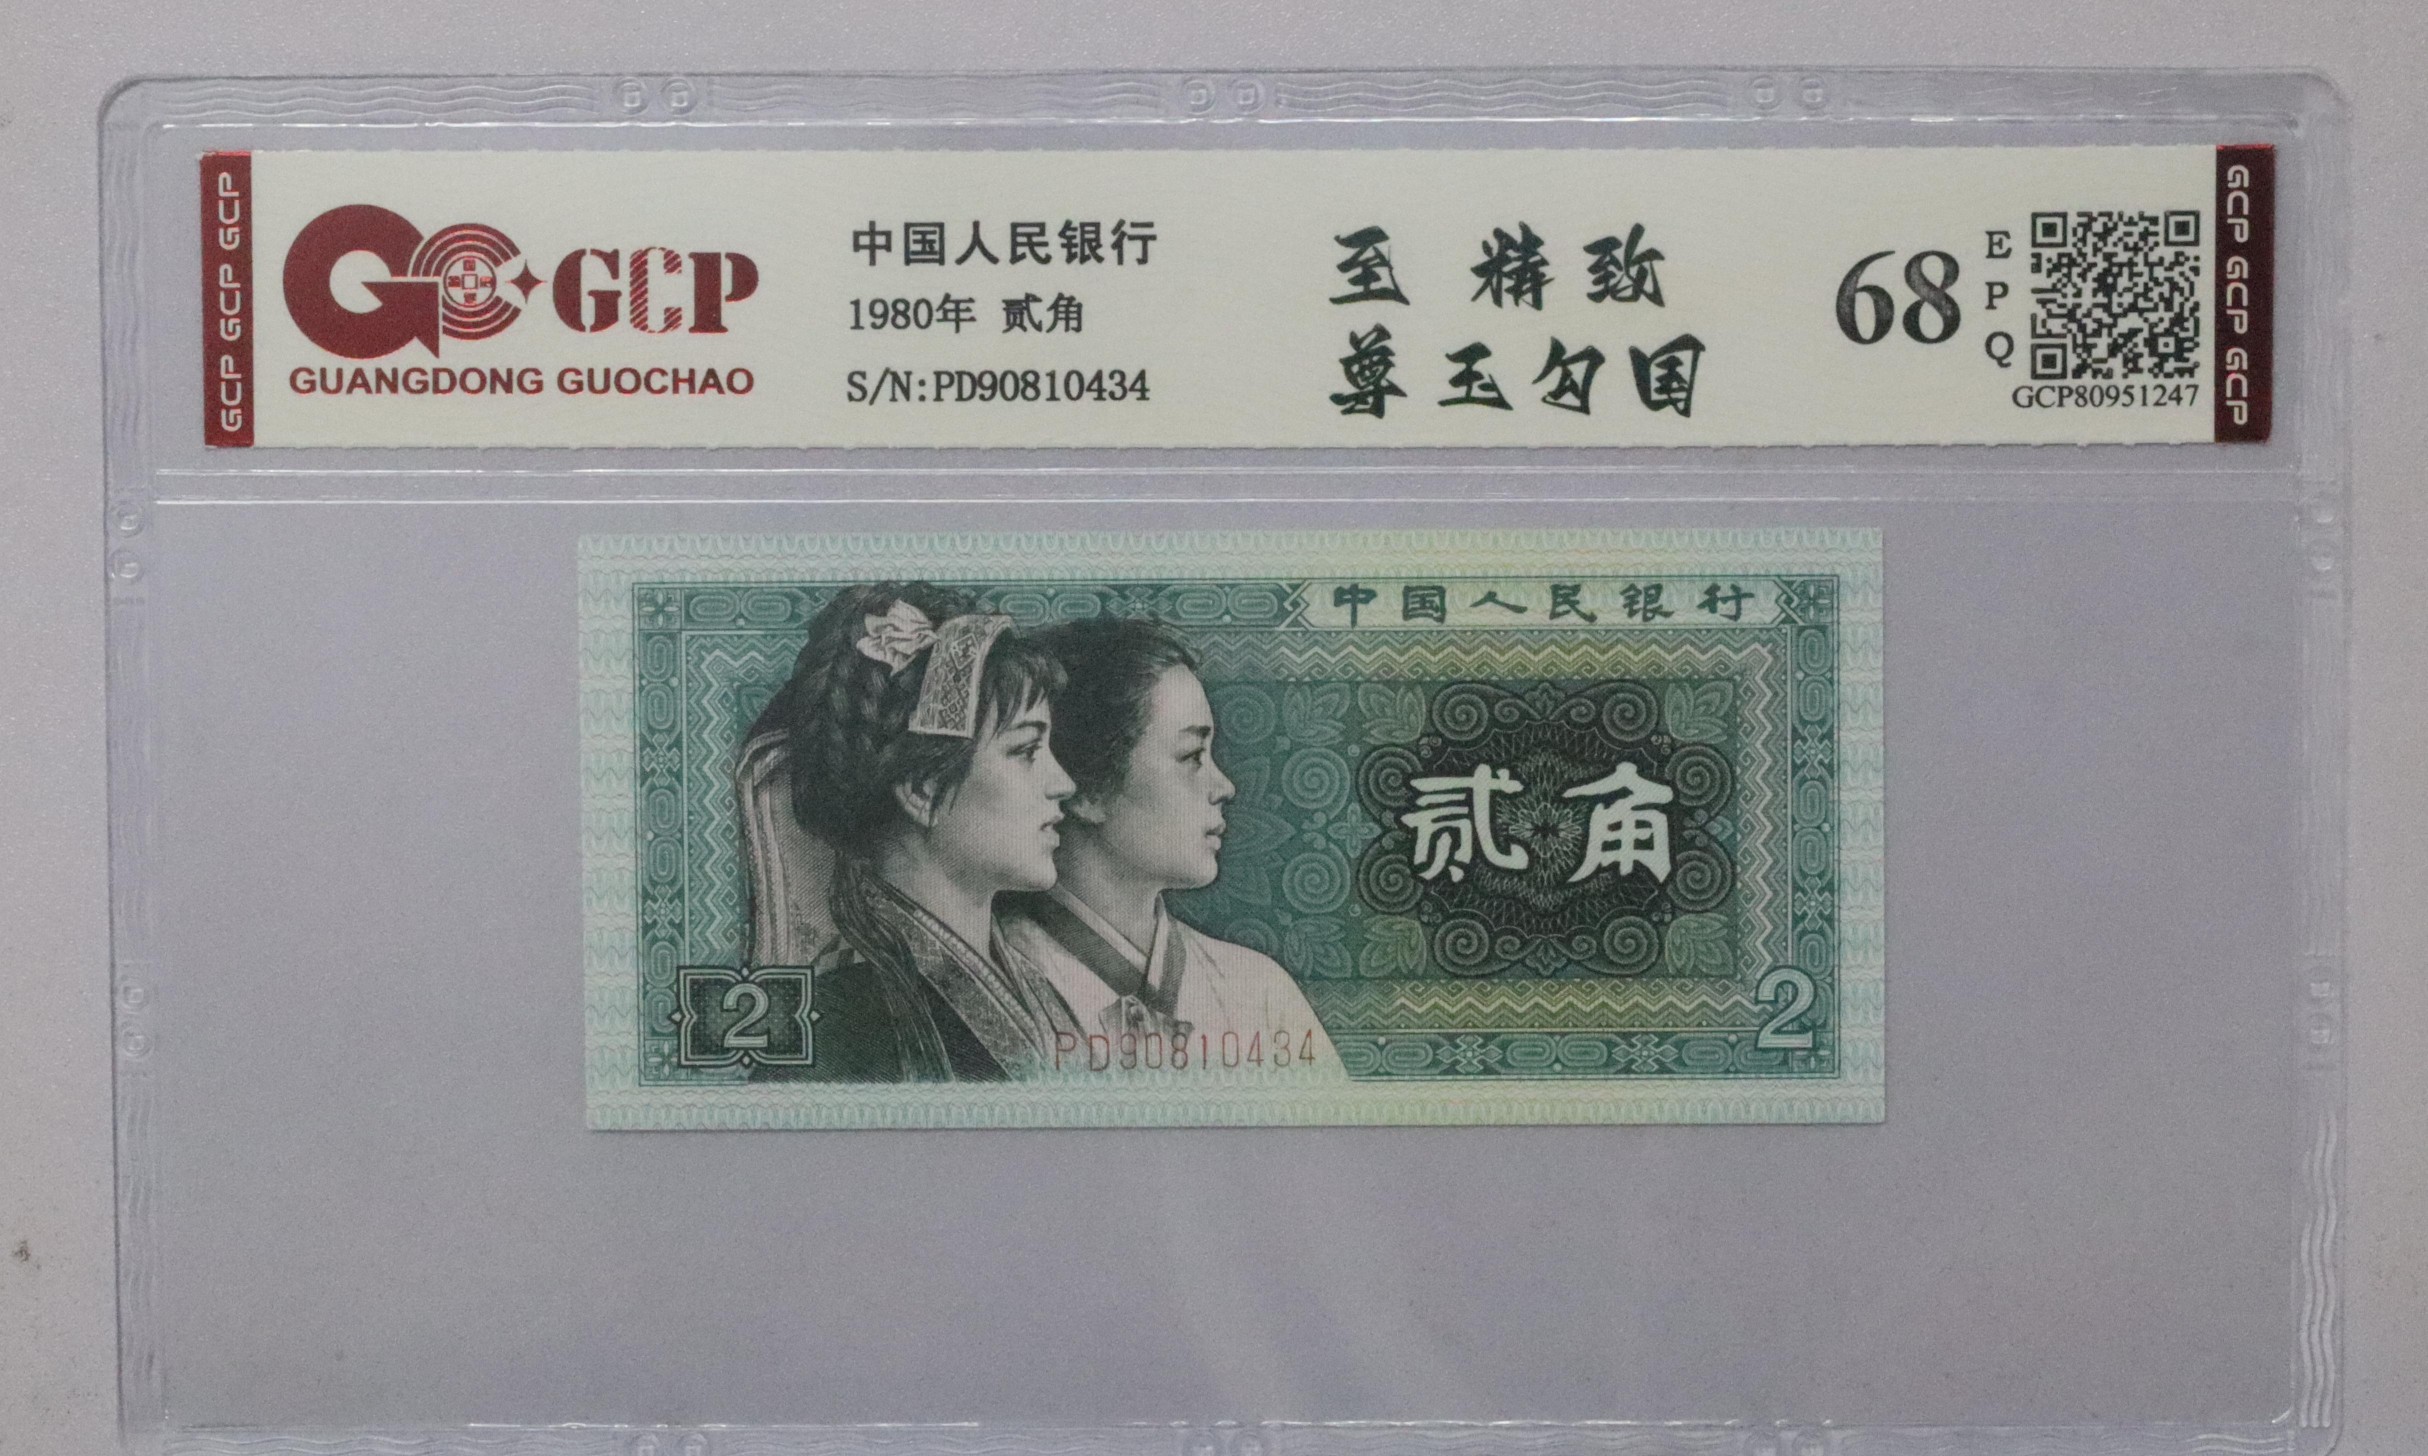 GCP GCP GCP
GCP
GUANGDONG GUOCHAO
中国人民银行
1980年 贰角
S/N:PD90810434
至 精致
尊 玉勾国
68
EPQ
GCP80951247
GCP GCP GCP
中国人民银行
贰角
2
2
PD90810434